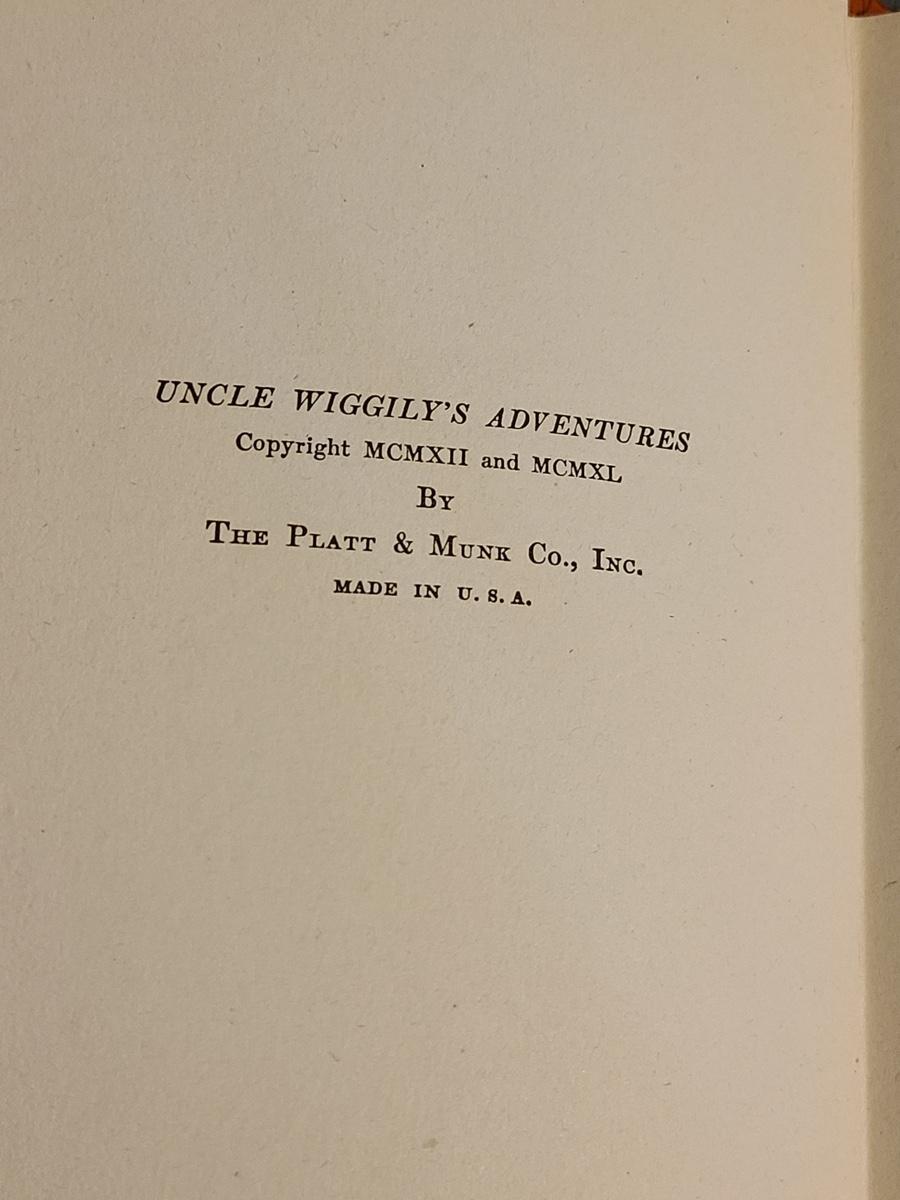 UNCLE WIGGILY'S ADVENTURES
Copyright MCMXII and MCMXL
By
The Platt & Munk Co., Inc.
MADE IN U. S. A.